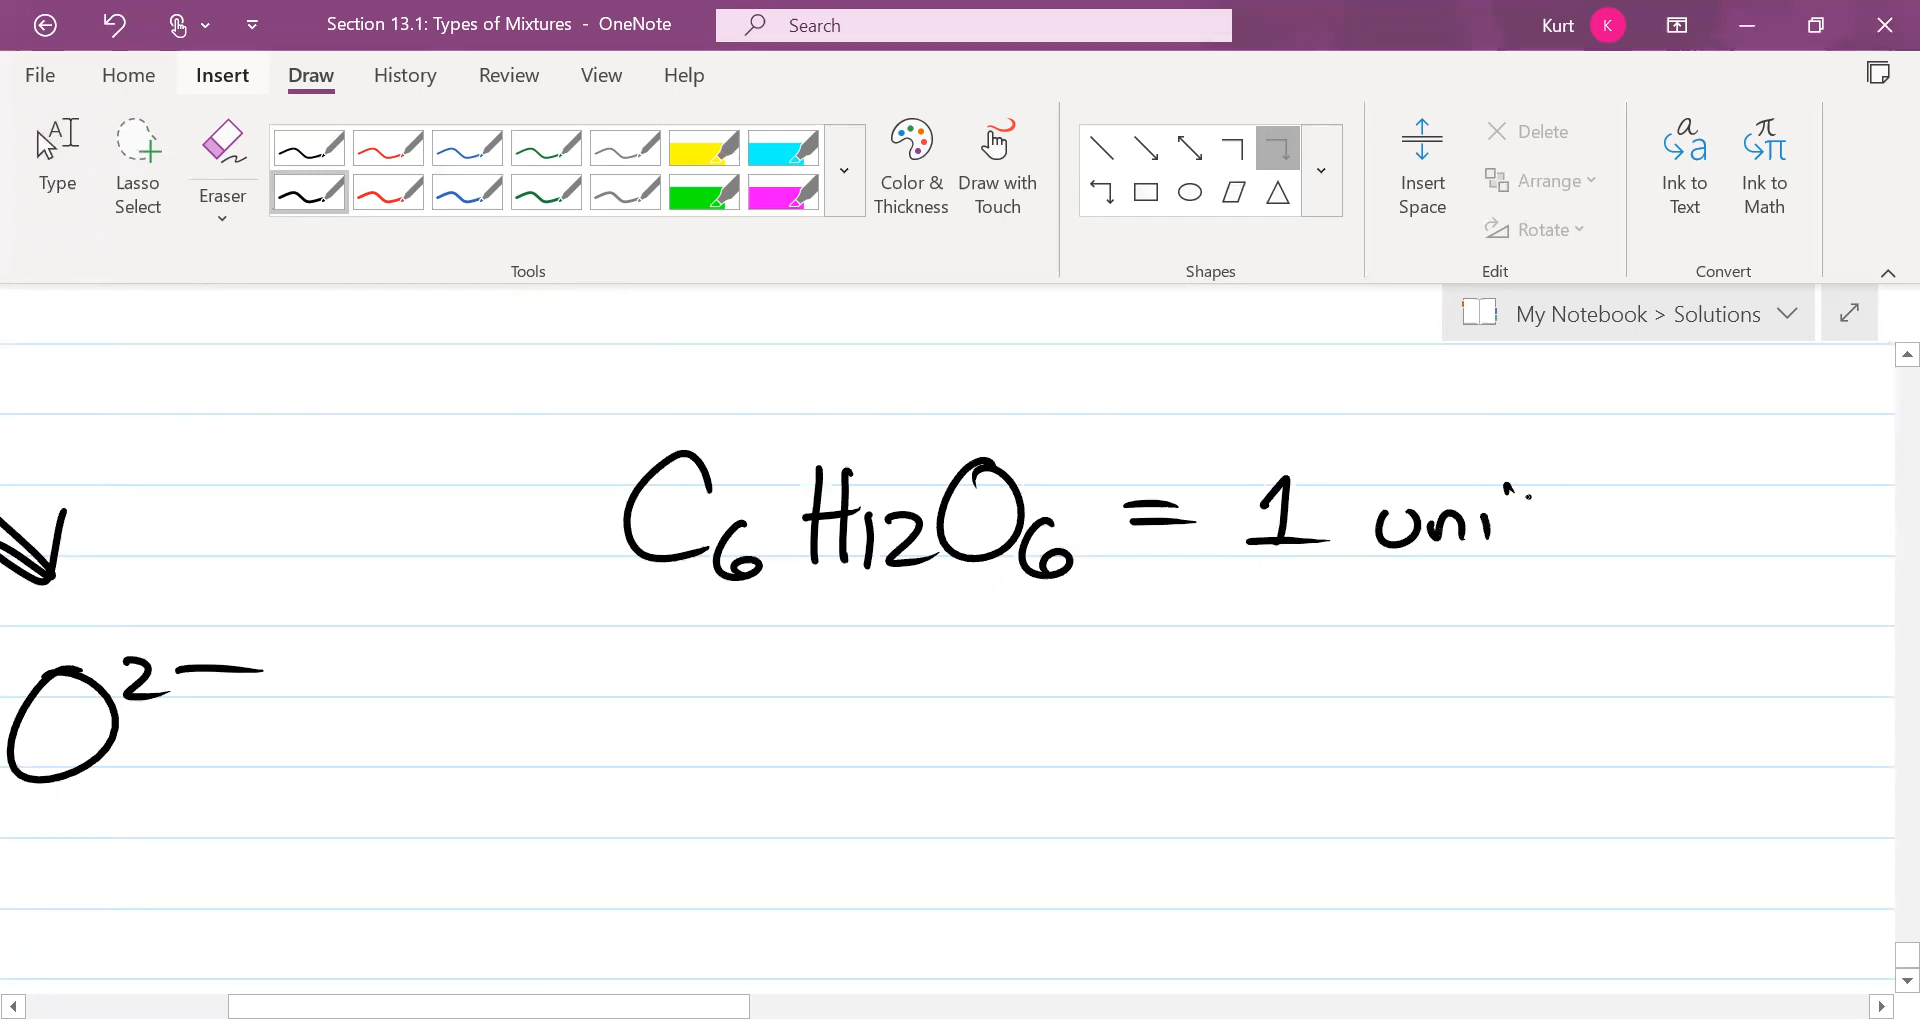 Section 13.1: Types of Mixtures - OneNote Search Kurt K
File Home Insert Draw History Review View Help
Type Lasso Select Eraser Color & Thickness Draw with Touch Insert Space Delete Arrange Rotate Ink to Text Ink to Math
Tools Shapes Edit Convert
My Notebook > Solutions
C₆H₁₂O₆ = 1 uni
O²⁻